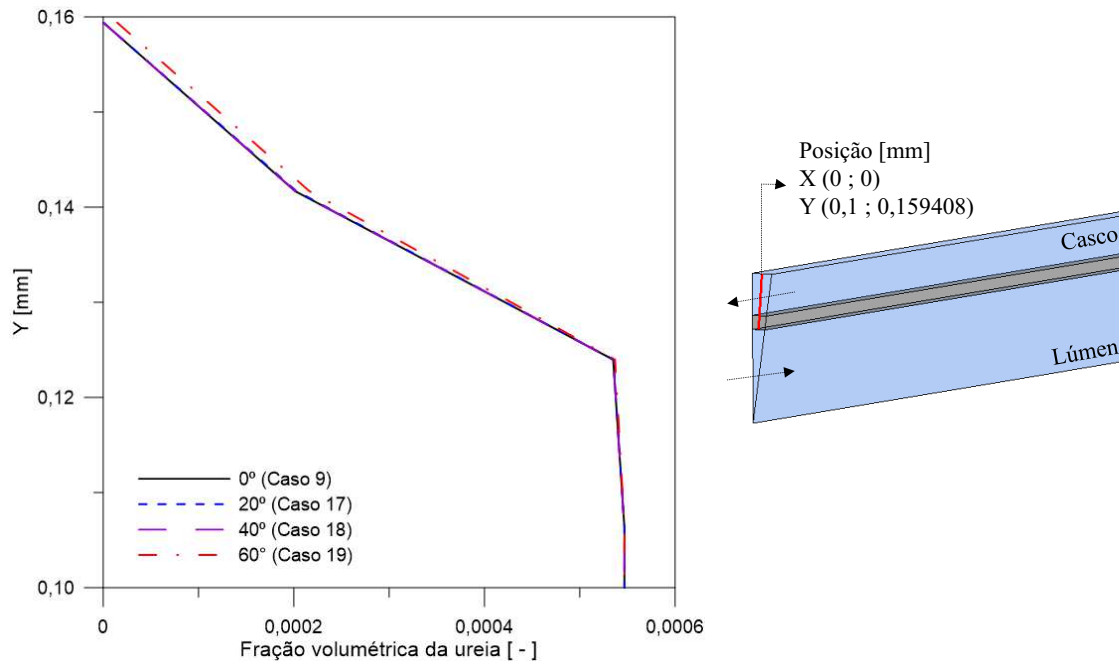 0,16
0,14
0,12
0,10
Y [mm]
0º (Caso 9)
20º (Caso 17)
40º (Caso 18)
60° (Caso 19)
0
0,0002
0,0004
0,0006
Fração volumétrica da ureia [ - ]
Posição [mm]
X (0 ; 0)
Y (0,1 ; 0,159408)
Casco
Lúmen